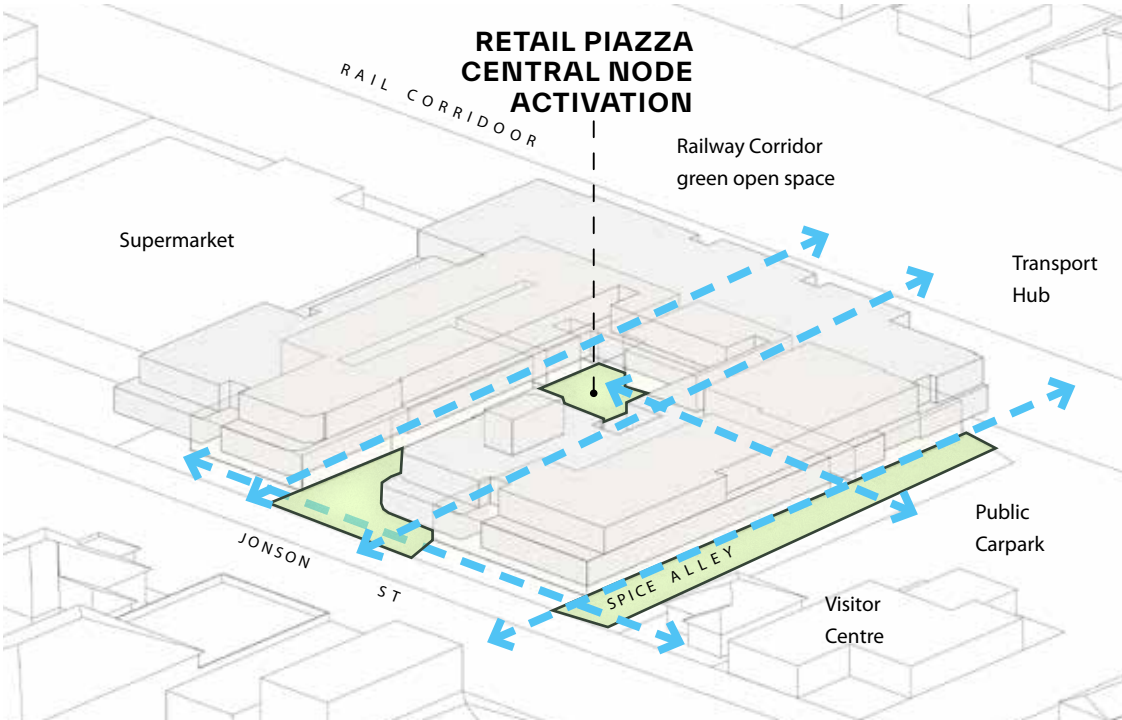 RETAIL PIAZZA
CENTRAL NODE
ACTIVATION
RAIL CORRIDOOR
Railway Corridor
green open space
Supermarket
Transport
Hub
JONSON ST
SPICE ALLEY
Public
Carpark
Visitor
Centre